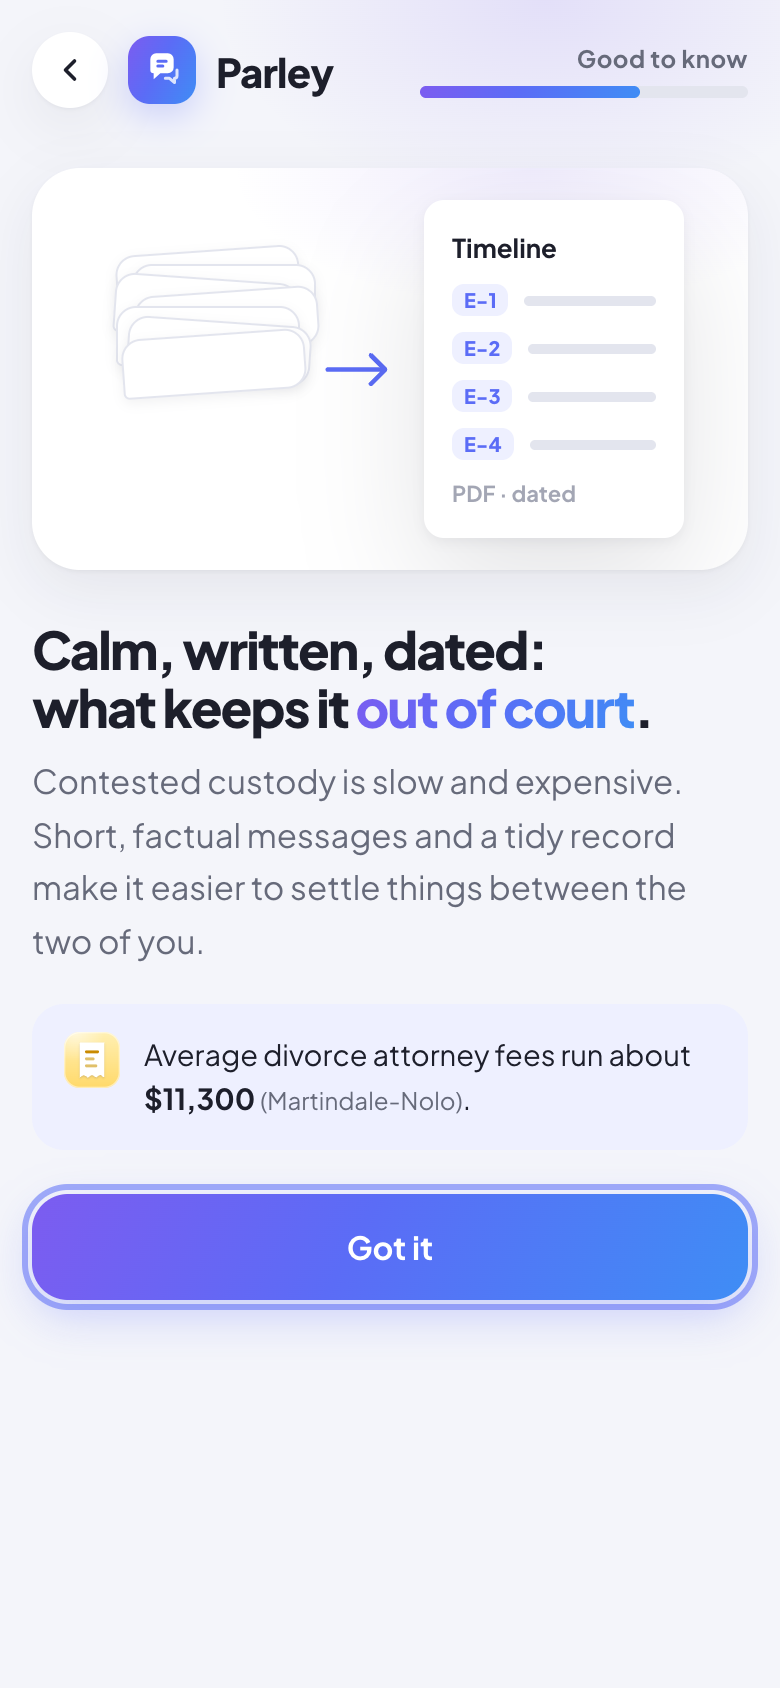 Parley
Good to know
Timeline
E-1
E-2
E-3
E-4
PDF · dated
Calm, written, dated:
what keeps it out of court.
Contested custody is slow and expensive.
Short, factual messages and a tidy record
make it easier to settle things between the
two of you.
Average divorce attorney fees run about
$11,300 (Martindale-Nolo).
Got it